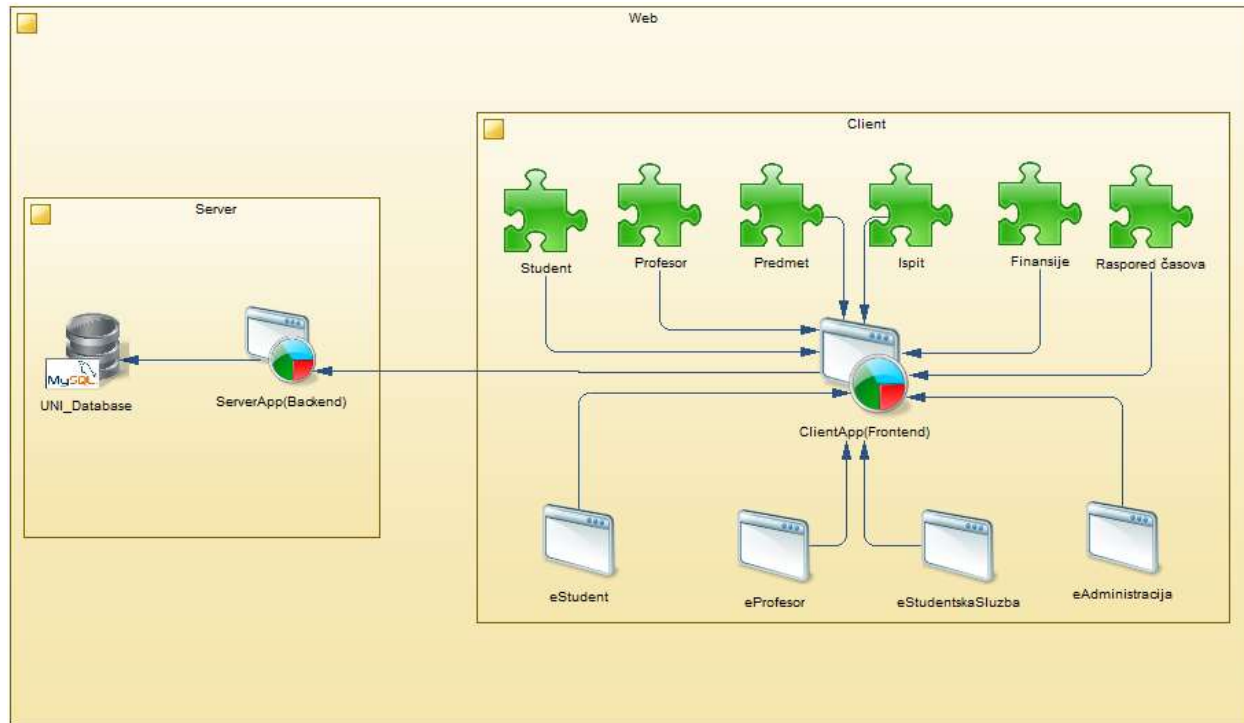 Web
Client
Student
Profesor
Predmet
Ispit
Finansije
Raspored časova
Server
MySQL
UNI_Database
ServerApp(Backend)
ClientApp(Frontend)
eStudent
eProfesor
eStudentskaSluzba
eAdministracija